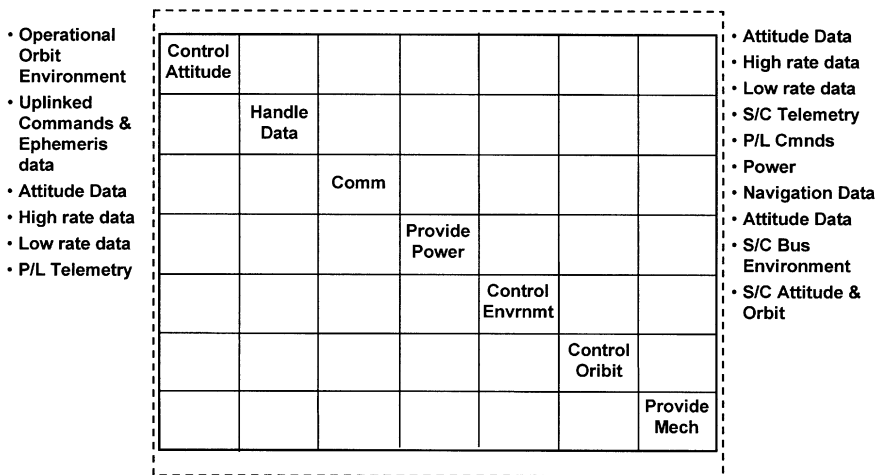 • Operational
Orbit
Environment
• Uplinked
Commands &
Ephemeris
data
• Attitude Data
• High rate data
• Low rate data
• P/L Telemetry
Control
Attitude
Handle
Data
Comm
Provide
Power
Control
Envrnmt
Control
Oribit
Provide
Mech
• Attitude Data
• High rate data
• Low rate data
• S/C Telemetry
• P/L Cmnds
• Power
• Navigation Data
• Attitude Data
• S/C Bus
Environment
• S/C Attitude &
Orbit